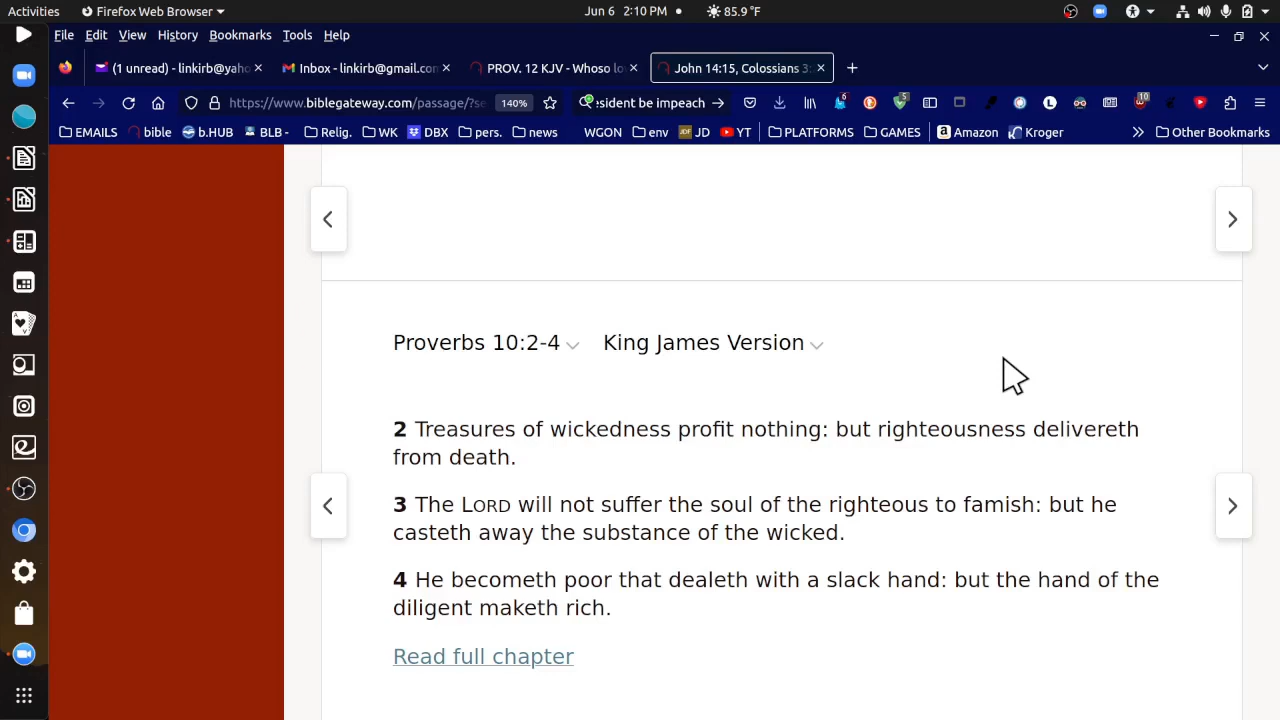 Activities Firefox Web Browser Jun 6 2:10 PM 85.9 °F
File Edit View History Bookmarks Tools Help
(1 unread) - linkirb@yaho Inbox - linkirb@gmail.con PROV. 12 KJV - Whoso lov John 14:15, Colossians 3:
https://www.biblegateway.com/passage/?se 140% sident be impeach
EMAILS bible b.HUB BLB - Relig. WK DBX pers. news WGON env JD YT PLATFORMS GAMES Amazon Kroger Other Bookmarks
Proverbs 10:2-4 King James Version
2 Treasures of wickedness profit nothing: but righteousness delivereth
from death.
3 The LORD will not suffer the soul of the righteous to famish: but he
casteth away the substance of the wicked.
4 He becometh poor that dealeth with a slack hand: but the hand of the
diligent maketh rich.
Read full chapter